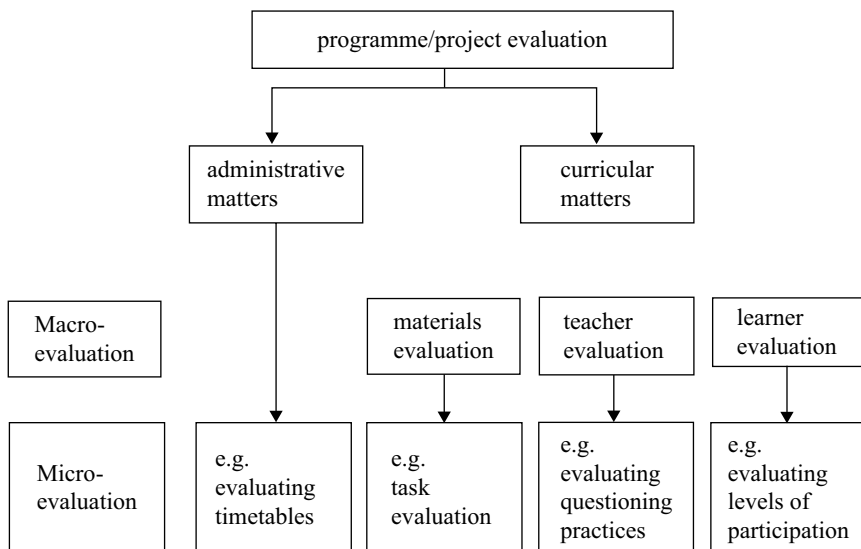 programme/project evaluation
administrative
matters
curricular
matters
Macro-
evaluation
materials
evaluation
teacher
evaluation
learner
evaluation
Micro-
evaluation
e.g.
evaluating
timetables
e.g.
task
evaluation
e.g.
evaluating
questioning
practices
e.g.
evaluating
levels of
participation